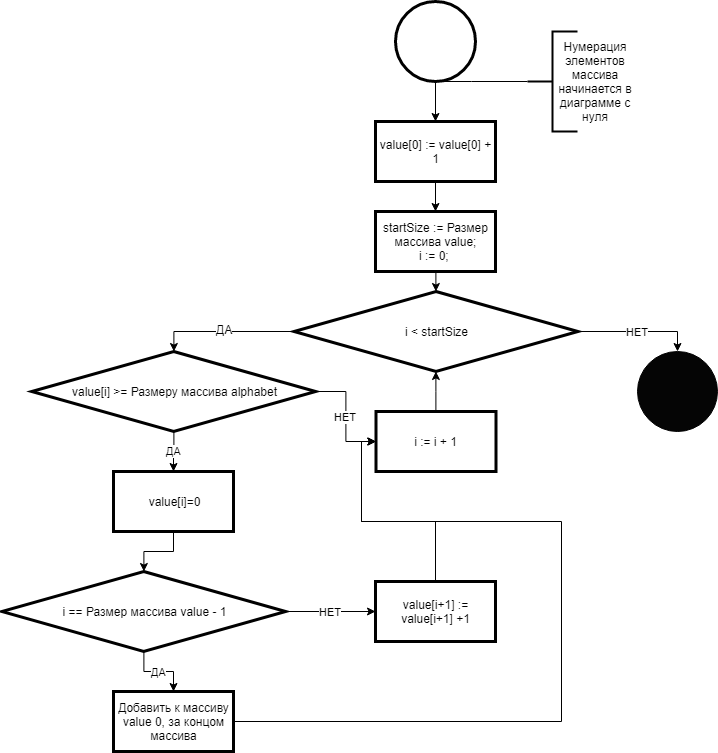 Нумерация
элементов
массива
начинается в
диаграмме с
нуля
value[0] := value[0] +
1
startSize := Размер
массива value;
i := 0;
i < startSize
ДА
НЕТ
value[i] >= Размеру массива alphabet
НЕТ
i := i + 1
ДА
value[i]=0
i == Размер массива value - 1
НЕТ
value[i+1] :=
value[i+1] +1
ДА
Добавить к массиву
value 0, за концом
массива